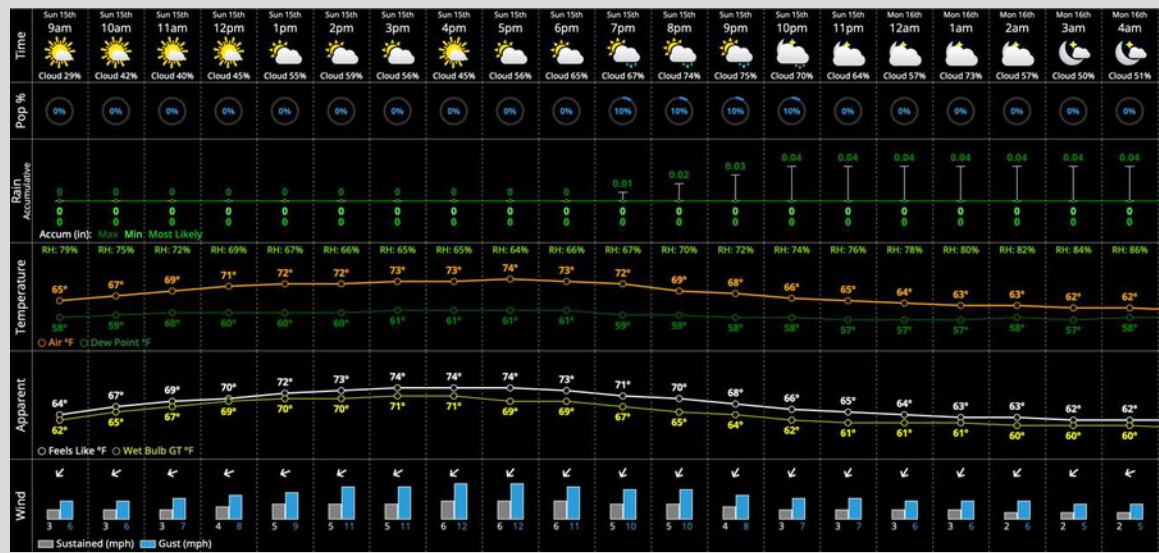 Time
Sun 15th Sun 15th Sun 15th Sun 15th Sun 15th Sun 15th Sun 15th Sun 15th Sun 15th Sun 15th Sun 15th Sun 15th Sun 15th Sun 15th Sun 15th Mon 16th Mon 16th Mon 16th Mon 16th Mon 16th
9am 10am 11am 12pm 1pm 2pm 3pm 4pm 5pm 6pm 7pm 8pm 9pm 10pm 11pm 12am 1am 2am 3am 4am
Cloud 29% Cloud 42% Cloud 40% Cloud 45% Cloud 55% Cloud 59% Cloud 56% Cloud 45% Cloud 56% Cloud 65% Cloud 67% Cloud 74% Cloud 75% Cloud 70% Cloud 64% Cloud 57% Cloud 73% Cloud 57% Cloud 50% Cloud 51%
Pop %
0% 0% 0% 0% 0% 0% 0% 0% 0% 0% 10% 10% 10% 10% 0% 0% 0% 0% 0% 0%
Rain
Accumulative
0 0 0 0 0 0 0 0 0 0 0.01 0.02 0.03 0.04 0.04 0.04 0.04 0.04 0.04 0.04
0 0 0 0 0 0 0 0 0 0 0 0 0 0 0 0 0 0 0 0
0 0 0 0 0 0 0 0 0 0 0 0 0 0 0 0 0 0 0 0
Accum (in): Max Min Most Likely
Temperature
RH: 79% RH: 75% RH: 72% RH: 69% RH: 67% RH: 66% RH: 65% RH: 65% RH: 64% RH: 66% RH: 67% RH: 70% RH: 72% RH: 74% RH: 76% RH: 78% RH: 80% RH: 82% RH: 84% RH: 86%
65° 67° 69° 71° 72° 72° 73° 73° 74° 73° 72° 69° 68° 66° 65° 64° 63° 63° 62° 62°
58° 59° 60° 60° 60° 60° 61° 61° 61° 61° 59° 59° 58° 58° 57° 57° 57° 58° 57° 58°
Air °F Dew Point °F
Apparent
64° 67° 69° 70° 72° 73° 74° 74° 74° 73° 71° 70° 68° 66° 65° 64° 63° 63° 62° 62°
62° 65° 67° 69° 70° 70° 71° 71° 69° 69° 67° 65° 64° 62° 61° 61° 61° 60° 60° 60°
Feels Like °F Wet Bulb GT °F
Wind
3 6 3 6 3 7 4 8 5 9 5 11 5 11 6 12 6 12 6 11 5 10 5 10 4 8 3 7 3 7 3 6 3 6 2 6 2 5 2 5
Sustained (mph) Gust (mph)